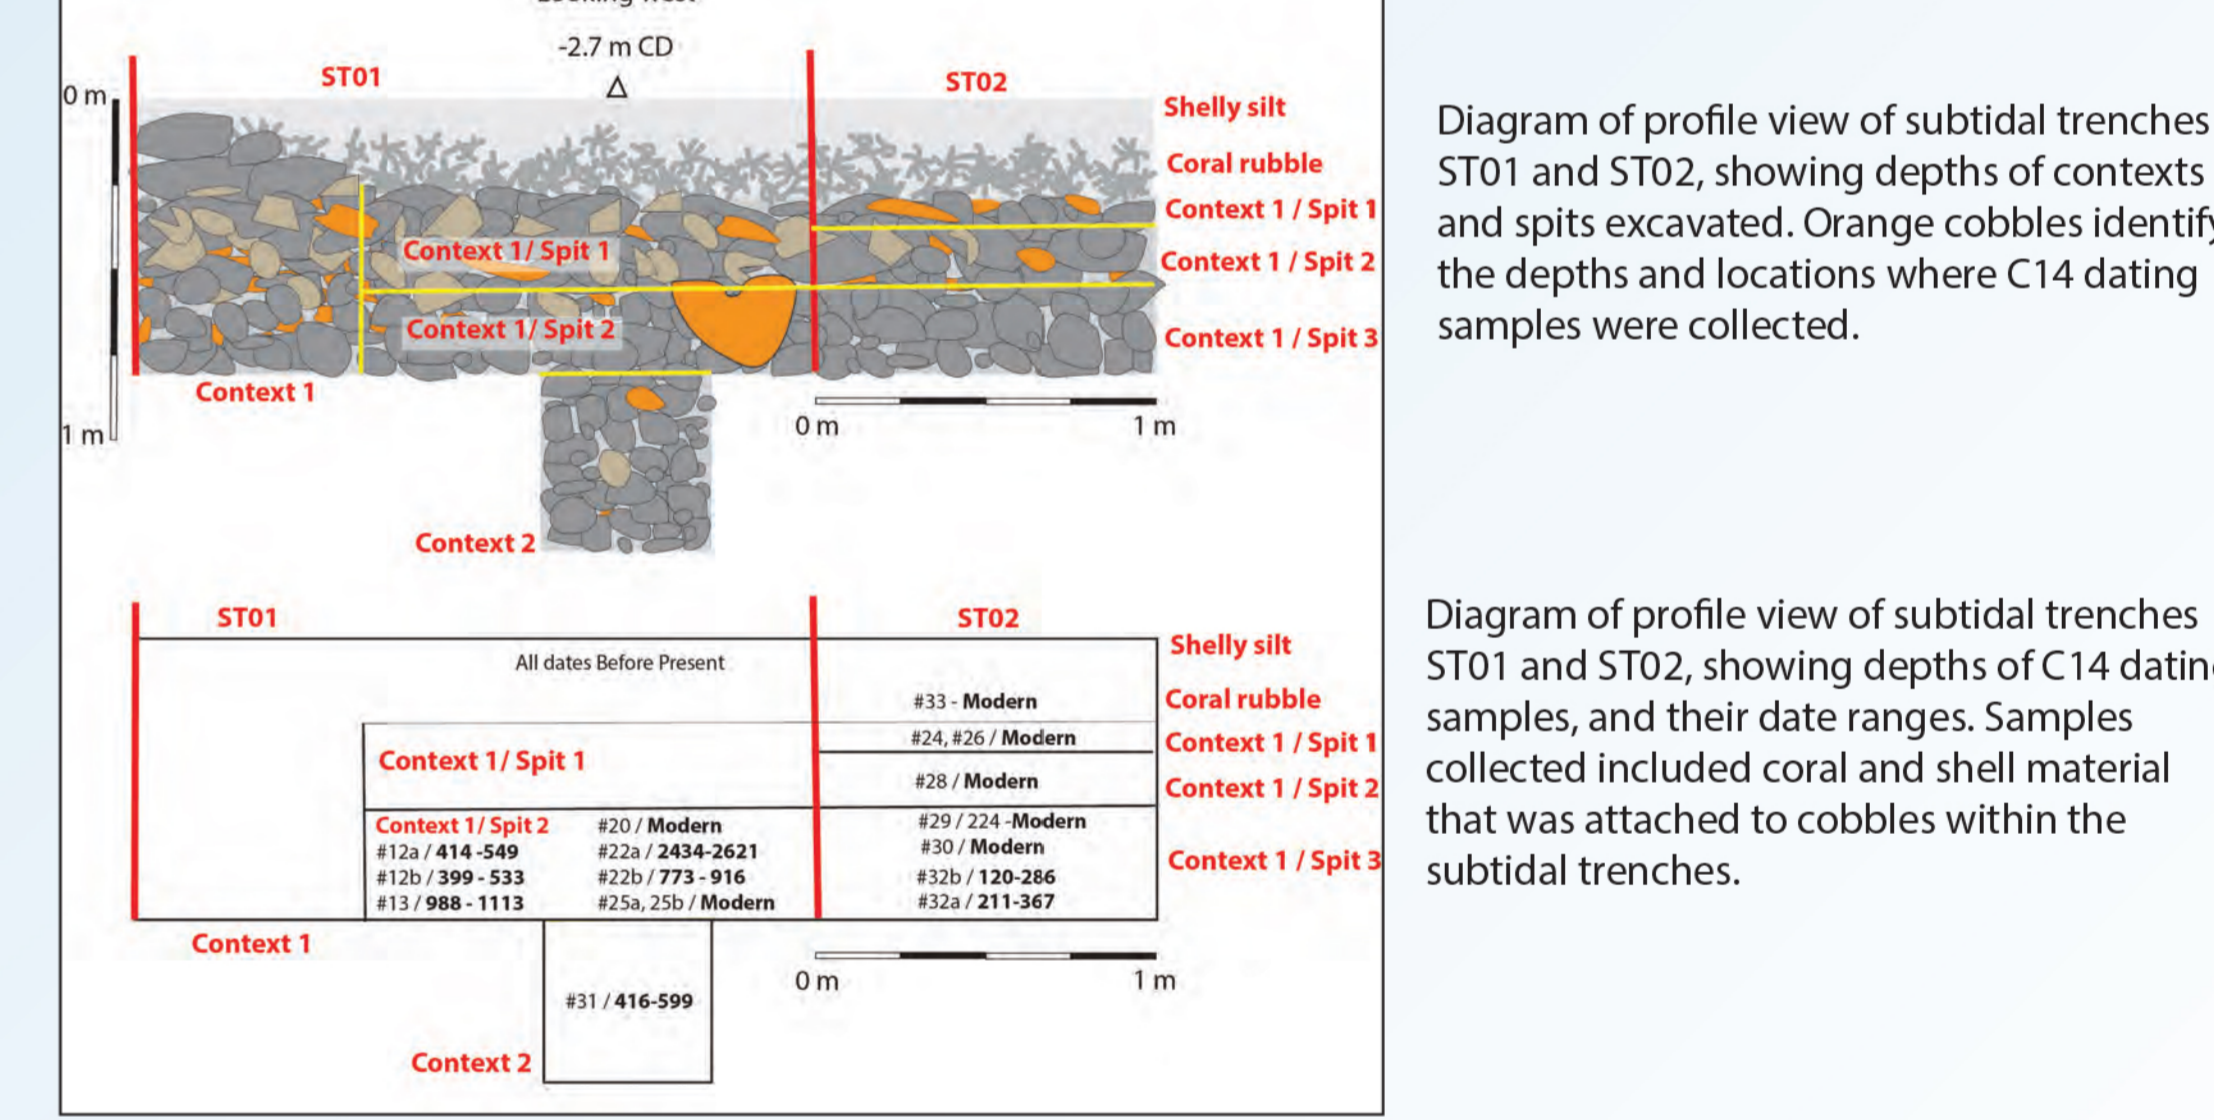 -2.7 m CD
ST01
ST02
0 m
Shelly silt
Coral rubble
Context 1 / Spit 1
Context 1/ Spit 1
Context 1 / Spit 2
Context 1/ Spit 2
Context 1 / Spit 3
Context 1
1 m
0 m
1 m
Context 2
Diagram of profile view of subtidal trenches
ST01 and ST02, showing depths of contexts
and spits excavated. Orange cobbles identify
the depths and locations where C14 dating
samples were collected.
ST01
ST02
Shelly silt
All dates Before Present
#33 - Modern
Coral rubble
#24, #26 / Modern
Context 1 / Spit 1
Context 1/ Spit 1
#28 / Modern
Context 1 / Spit 2
Context 1/ Spit 2
#12a / 414 -549
#12b / 399 - 533
#13 / 988 - 1113
#20 / Modern
#22a / 2434-2621
#22b / 773 - 916
#25a, 25b / Modern
#29 / 224 -Modern
#30 / Modern
#32b / 120-286
#32a / 211-367
Context 1 / Spit 3
Context 1
0 m
1 m
#31 / 416-599
Context 2
Diagram of profile view of subtidal trenches
ST01 and ST02, showing depths of C14 datin
samples, and their date ranges. Samples
collected included coral and shell material
that was attached to cobbles within the
subtidal trenches.